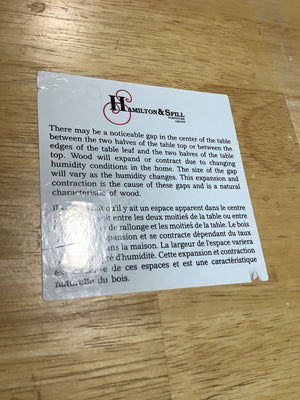 HAMILTON & SPILL
FURNITURE
GROUP
There may be a noticeable gap in the center of the table
between the two halves of the table top or between the
edges of the table leaf and the two halves of the table
top. Wood will expand or contract due to changing
humidity conditions in the home. The size of the gap
will vary as the humidity changes. This expansion and
contraction is the cause of these gaps and is a natural
characteristic of wood.
qu'il y ait un espace apparent dans le centre
entre les deux moitiés de la table ou entre
de rallonge et les moitiés de la table. Le bois
expansion et se contracte dépendant du taux
dans la maison. La largeur de l'espace variera
d'humidité. Cette expansion et contraction
de ces espaces et est une caractéristique
naturelle du bois.